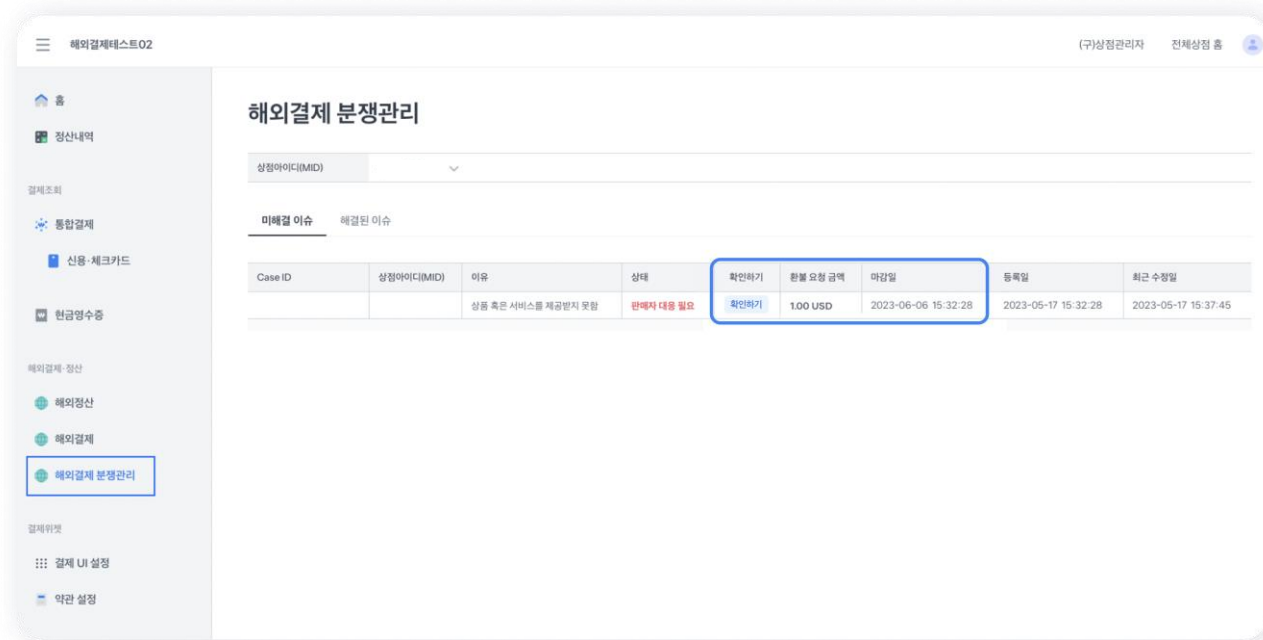 해외결제테스트02
(구)상점관리자 전체상점 홈
홈
정산내역
결제조회
통합결제
신용·체크카드
현금영수증
해외결제·정산
해외정산
해외결제
해외결제 분쟁관리
결제위젯
결제 UI 설정
약관 설정
해외결제 분쟁관리
상점아이디(MID)
미해결 이슈 해결된 이슈
Case ID 상점아이디(MID) 이유 상태 확인하기 환불 요청 금액 마감일 등록일 최근 수정일
상품 혹은 서비스를 제공받지 못함 판매자 대응 필요 확인하기 1.00 USD 2023-06-06 15:32:28 2023-05-17 15:32:28 2023-05-17 15:37:45